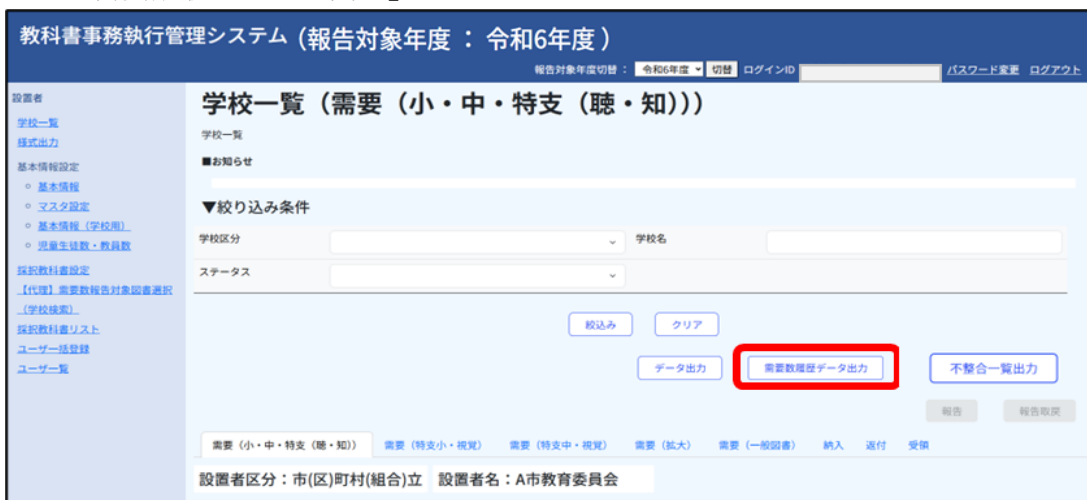 教科書事務執行管理システム (報告対象年度 ： 令和6年度 )
報告対象年度切替： 令和6年度 切替 ログインID パスワード変更 ログアウト
設置者
学校一覧
様式出力
基本情報設定
基本情報
マスタ設定
基本情報（学校用）
児童生徒数・教員数
採択教科書設定
【代理】需要数報告対象図書選択
（学校検索）
採択教科書リスト
ユーザー一括登録
ユーザー一覧
学校一覧（需要（小・中・特支（聴・知)））
学校一覧
■お知らせ
▼絞り込み条件
学校区分 学校名
ステータス
絞込み クリア
データ出力 需要数履歴データ出力 不整合一覧出力
報告 報告取戻
需要（小・中・特支（聴・知)） 需要（特支小・視覚） 需要（特支中・視覚） 需要（拡大） 需要（一般図書） 納入 返付 受領
設置者区分：市(区)町村(組合)立 設置者名：A市教育委員会